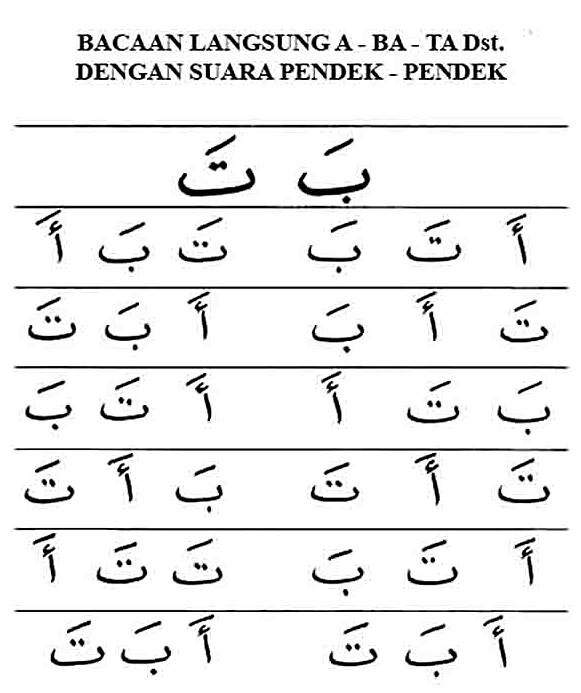 BACAAN LANGSUNG A - BA - TA Dst.
DENGAN SUARA PENDEK - PENDEK
بَ تَ
أَ تَ بَ تَ بَ أَ
تَ أَ بَ أَ بَ تَ
بَ تَ أَ أَ تَ بَ
تَ أَ تَ بَ أَ تَ
أَ تَ بَ تَ تَ أَ
أَ بَ تَ أَ بَ تَ